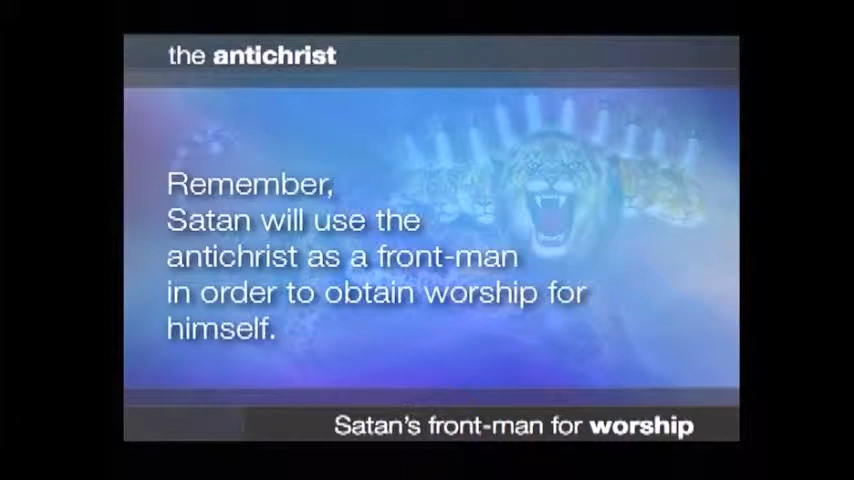 the antichrist
Remember,
Satan will use the
antichrist as a front-man
in order to obtain worship for
himself.
Satan's front-man for worship